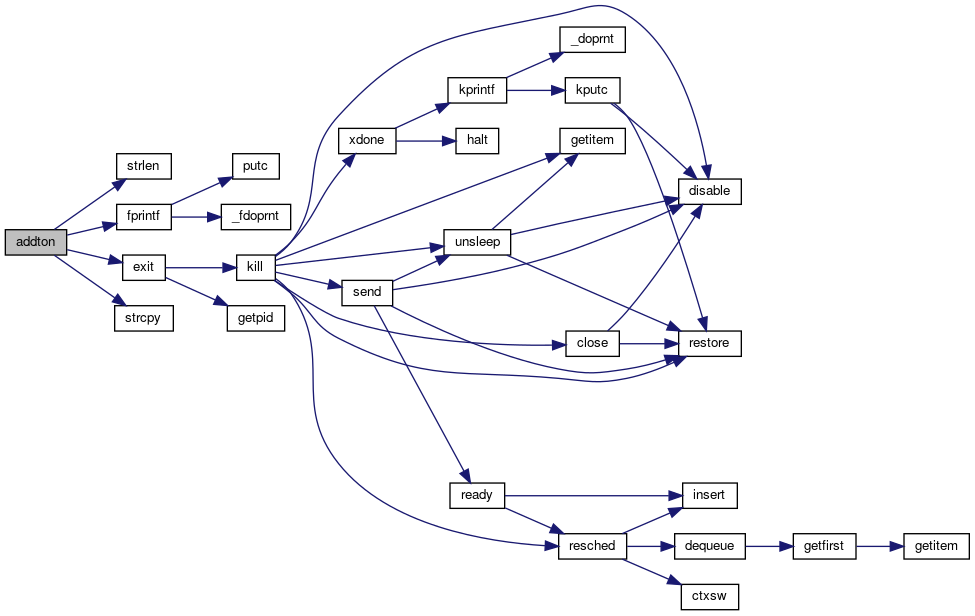 addton
strlen
fprintf
exit
strcpy
putc
_fdoprnt
kill
getpid
xdone
send
kprintf
halt
unsleep
ready
_doprnt
kputc
getitem
close
resched
disable
restore
insert
dequeue
ctxsw
getfirst
getitem